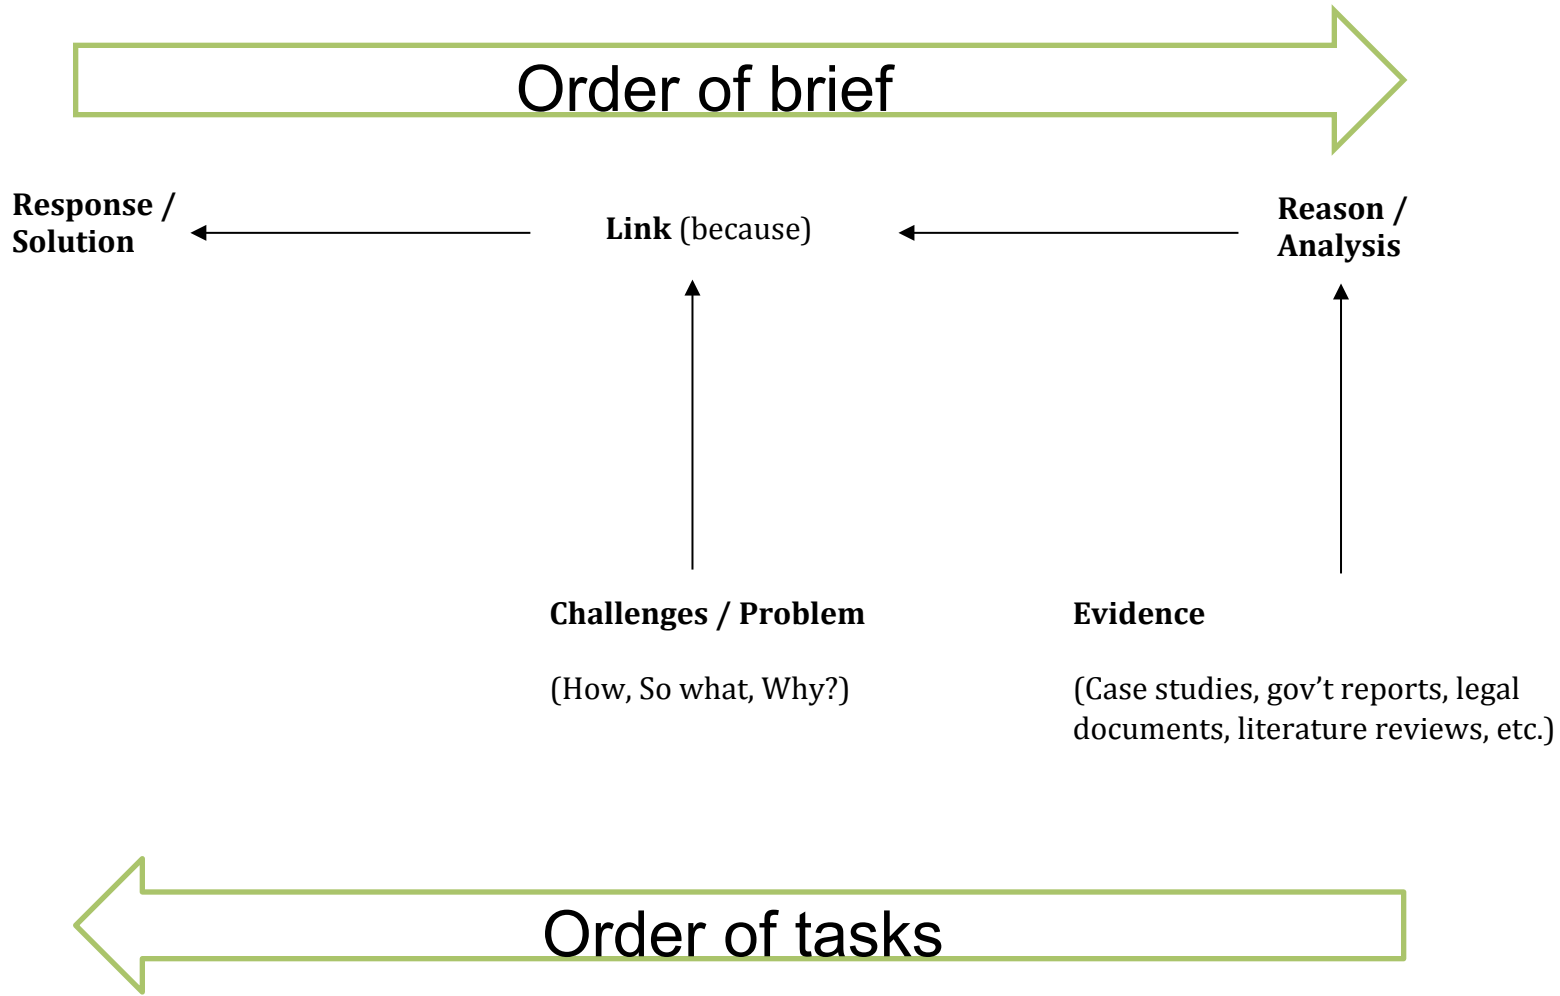 Order of brief
Response /
Solution
Link (because)
Reason /
Analysis
Challenges / Problem
(How, So what, Why?)
Evidence
(Case studies, gov’t reports, legal
documents, literature reviews, etc.)
Order of tasks